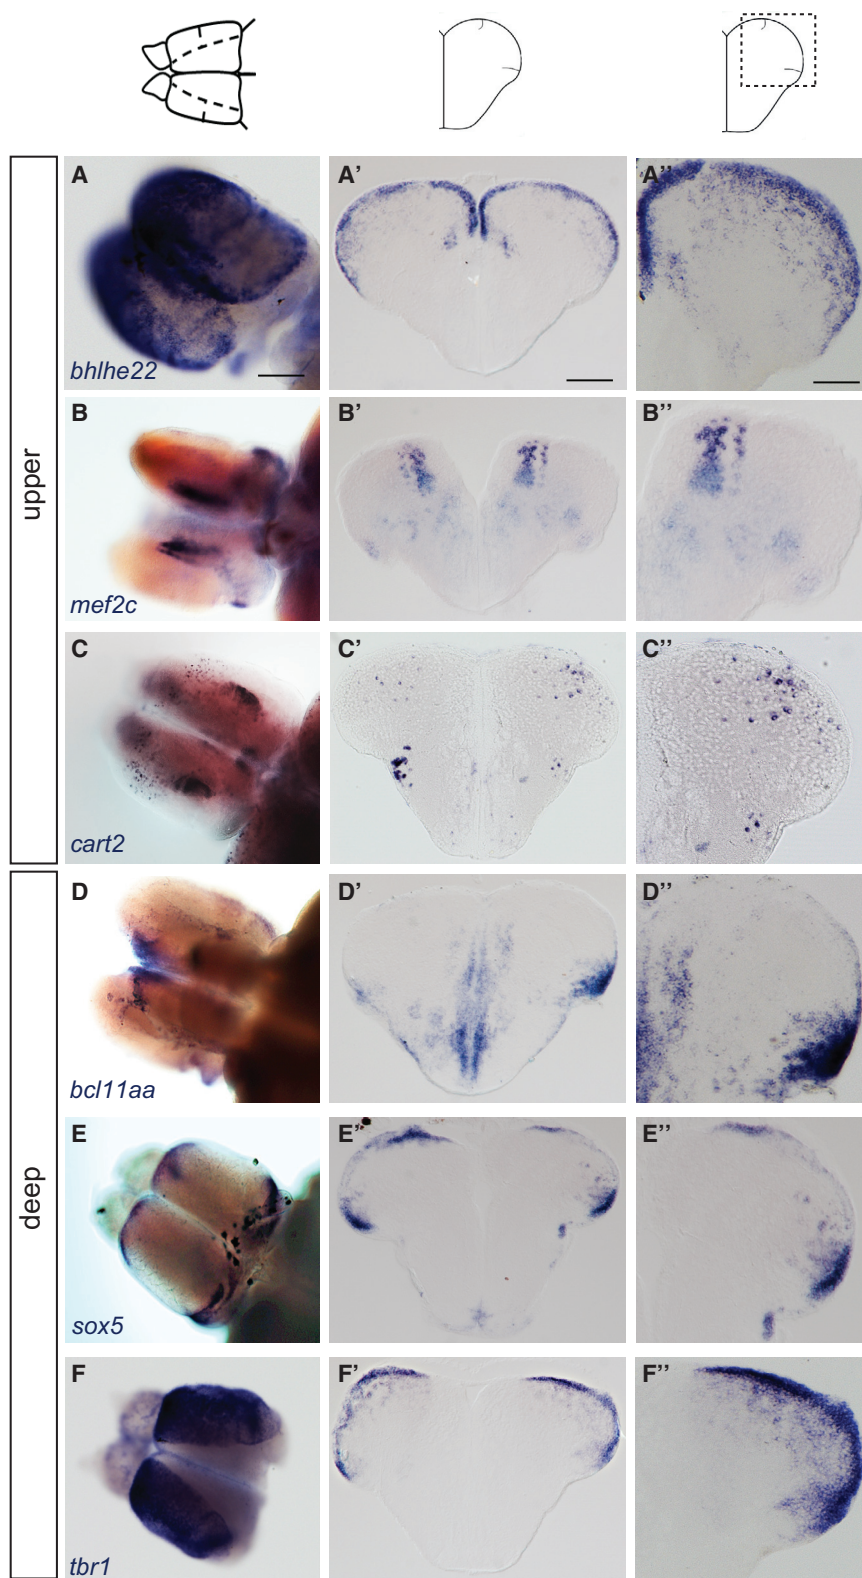 upper
A
A'
A''
bhlhe22
B
B'
B''
mef2c
C
C'
C''
cart2
deep
D
D'
D''
bcl11aa
E
E'
E''
sox5
F
F'
F''
tbr1